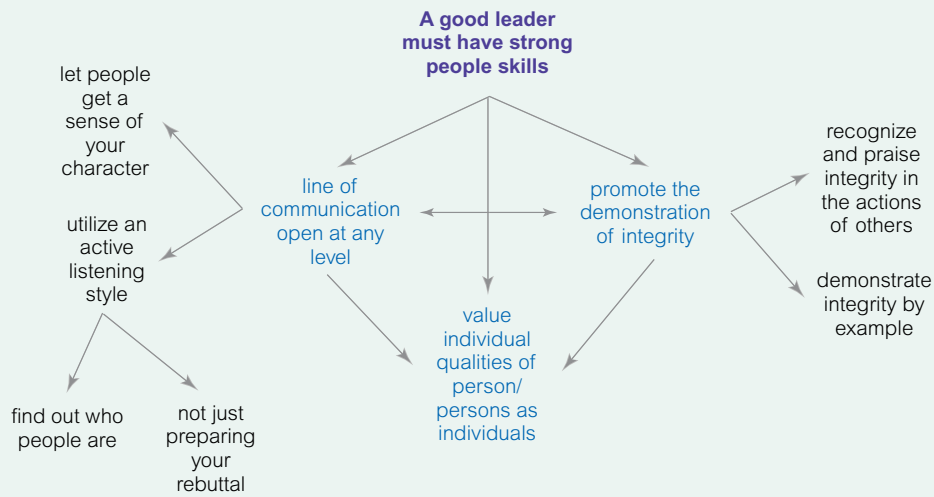 A good leader
must have strong
people skills
let people
get a
sense of
your
character
utilize an
active
listening
style
find out who
people are
not just
preparing
your
rebuttal
line of
communication
open at any
level
promote the
demonstration
of integrity
value
individual
qualities of
person/
persons as
individuals
recognize
and praise
integrity in
the actions
of others
demonstrate
integrity by
example